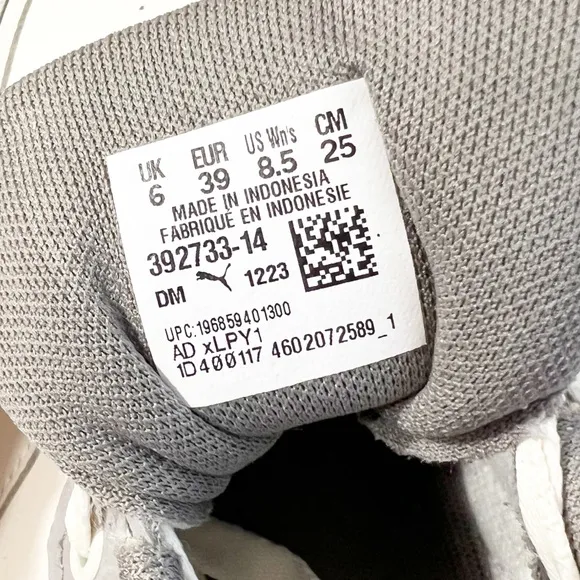 UK EUR US Wn's CM
6 39 8.5 25
MADE IN INDONESIA
FABRIQUÉ EN INDONESIE
392733-14
DM 1223
UPC:196859401300
AD xLPY1
1D400117 4602072589_1